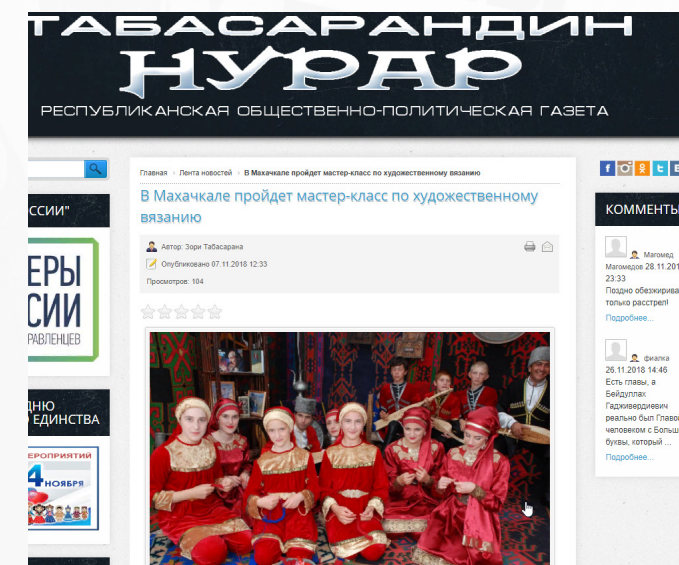 ТАБАСАРАНДИН
НУРАР
РЕСПУБЛИКАНСКАЯ ОБЩЕСТВЕННО-ПОЛИТИЧЕСКАЯ ГАЗЕТА
ССИИ"
ЕРЫ
СИИ
РАВЛЕНЦЕВ
ДНЮ
ЕДИНСТВА
ЕРОПРИЯТИЙ
4 НОЯБРЯ
Главная › Лента новостей › В Махачкале пройдет мастер-класс по художественному вязанию
В Махачкале пройдет мастер-класс по художественному
вязанию
Автор: Зори Табасарана
Опубликовано 07.11.2018 12:33
Просмотров: 104
КОММЕНТЫ
Магомед
Магомедов 28.11.201
23:33
Поздно обезжирива
только расстрел!
Подробнее...
фиалка
26.11.2018 14:46
Есть главы, а
Бейдуллах
Гадживердиевич
реально был Главо
человеком с Больш
буквы, который ...
Подробнее...